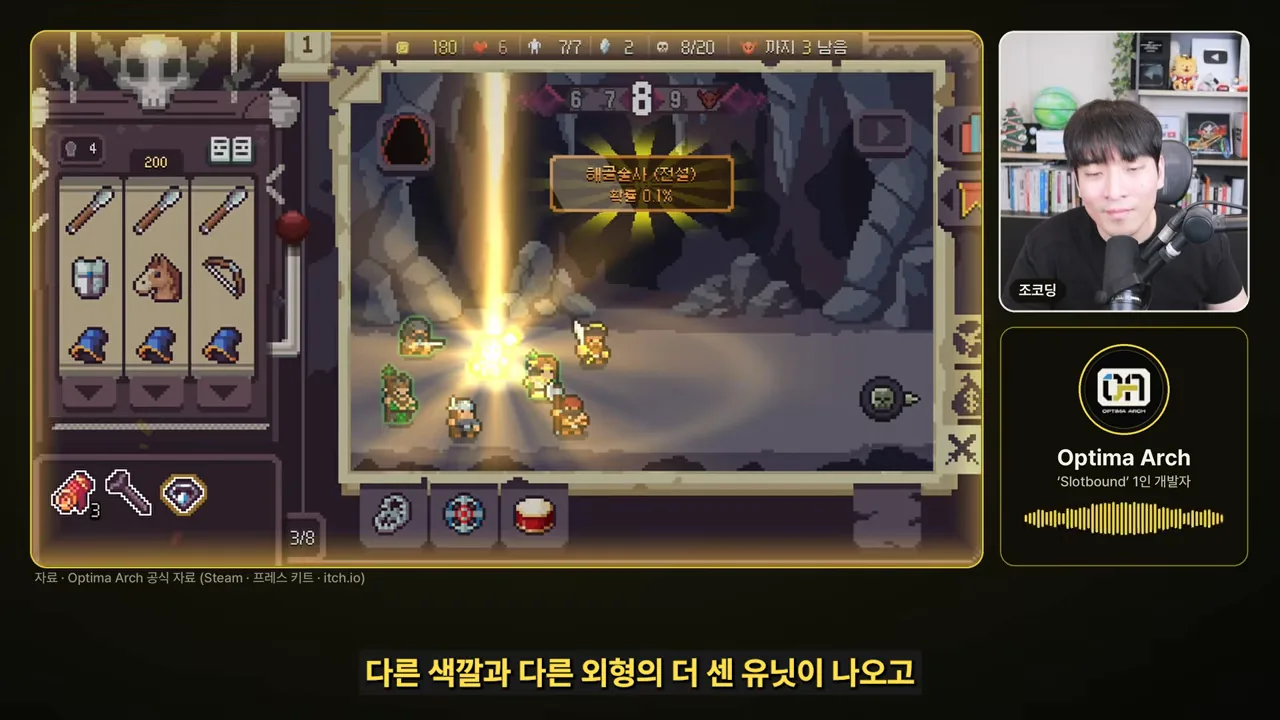 1
180
6
7/7
2
8/20
까지 3 남음
4
200
6 7 8 9
해골술사 (전설)
확률 0.1%
3
3/8
조코딩
OPTIMA ARCH
Optima Arch
‘Slotbound’ 1인 개발자
자료 · Optima Arch 공식 자료 (Steam · 프레스 키트 · itch.io)
다른 색깔과 다른 외형의 더 센 유닛이 나오고